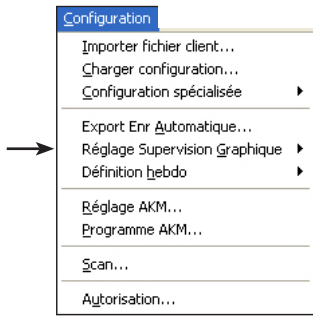 Configuration
Importer fichier client...
Charger configuration...
Configuration spécialisée
Export Enr Automatique...
Réglage Supervision Graphique
Définition hebdo
Réglage AKM...
Programme AKM...
Scan...
Autorisation...